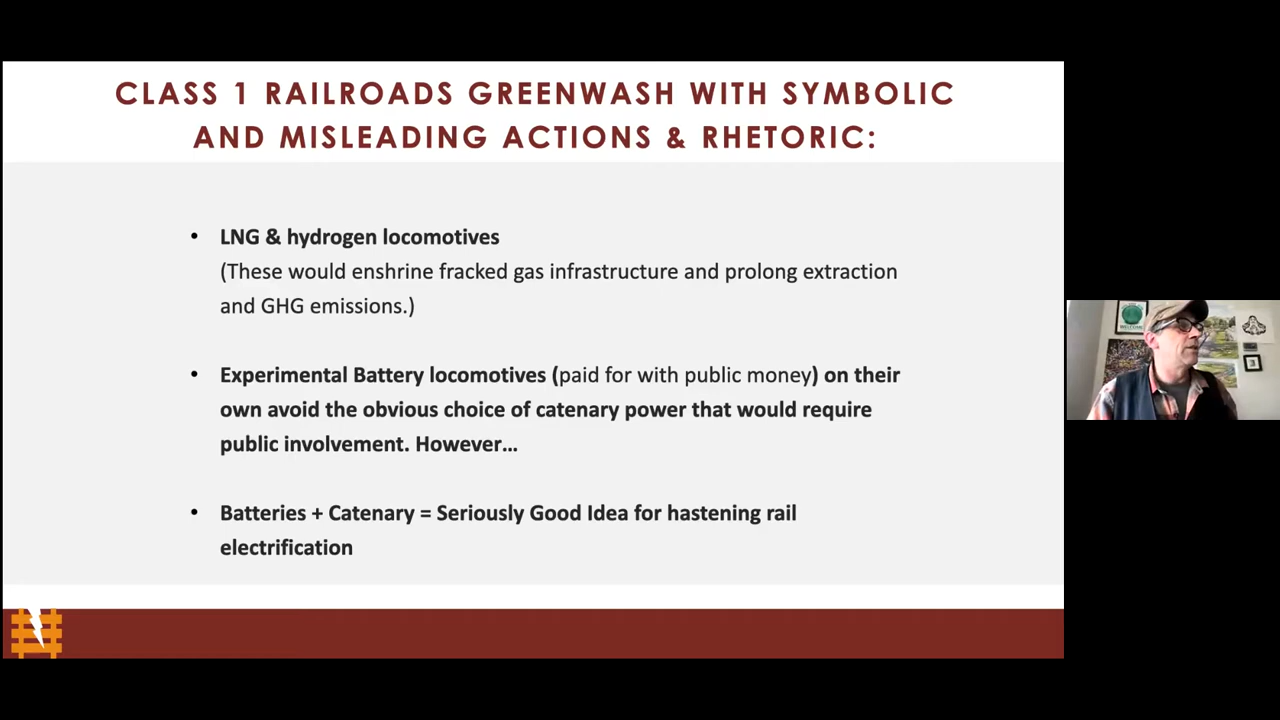 CLASS 1 RAILROADS GREENWASH WITH SYMBOLIC
AND MISLEADING ACTIONS & RHETORIC:
• LNG & hydrogen locomotives
(These would enshrine fracked gas infrastructure and prolong extraction
and GHG emissions.)
• Experimental Battery locomotives (paid for with public money) on their
own avoid the obvious choice of catenary power that would require
public involvement. However…
• Batteries + Catenary = Seriously Good Idea for hastening rail
electrification
WELCOME